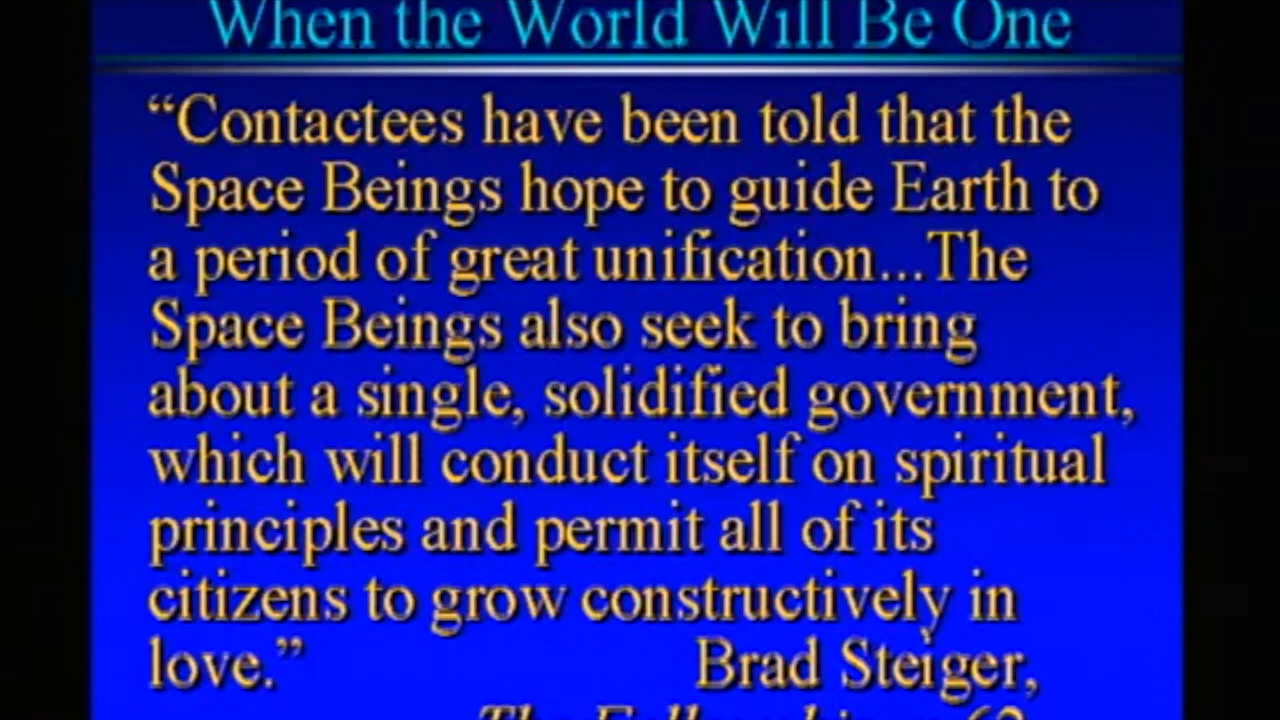 When the World Will Be One
“Contactees have been told that the
Space Beings hope to guide Earth to
a period of great unification...The
Space Beings also seek to bring
about a single, solidified government,
which will conduct itself on spiritual
principles and permit all of its
citizens to grow constructively in
love.” Brad Steiger,